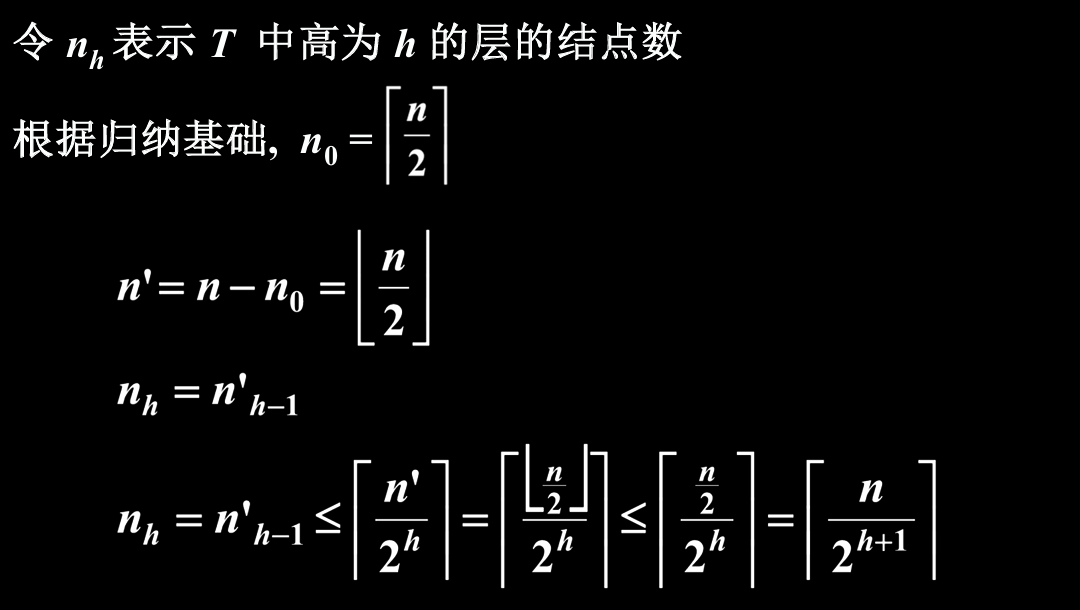 令 n_h 表示 T 中高为 h 的层的结点数
根据归纳基础, n_0 = ⌈n/2⌉
n' = n − n_0 = ⌊n/2⌋
n_h = n'_{h−1}
n_h = n'_{h−1} ≤ ⌈n'/2^h⌉ = ⌈⌊n/2⌋/2^h⌉ ≤ ⌈(n/2)/2^h⌉ = ⌈n/2^{h+1}⌉